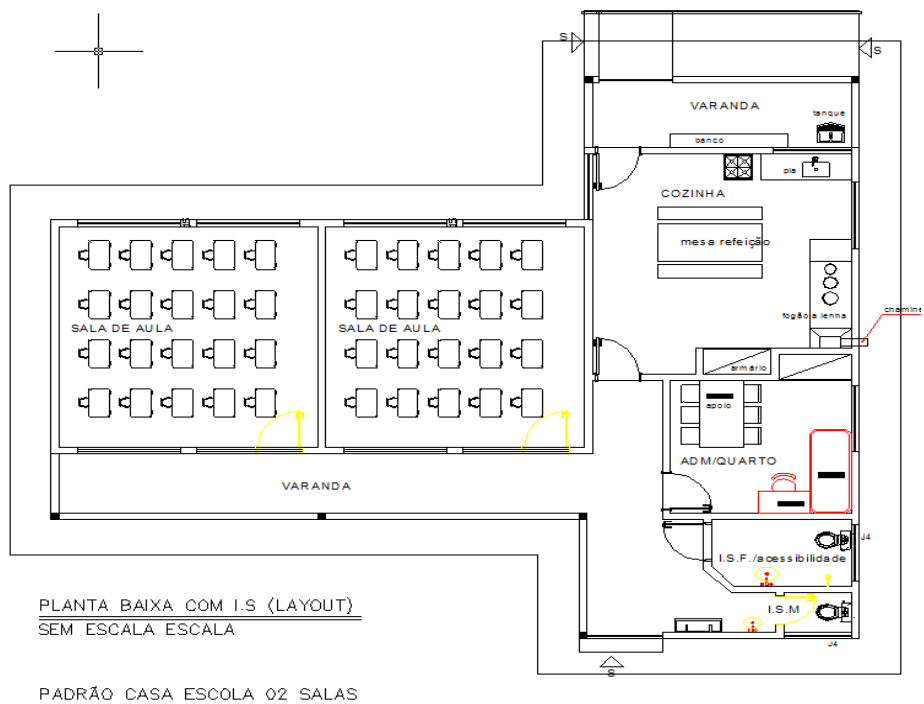 S
S
VARANDA
tanque
banco
pia
COZINHA
mesa refeição
chaminé
fogão a lenha
SALA DE AULA
SALA DE AULA
armário
apoio
ADM/QUARTO
VARANDA
J4
I.S.F./acessibilidade
I.S.M
J4
S
PLANTA BAIXA COM I.S (LAYOUT)
SEM ESCALA ESCALA
PADRÃO CASA ESCOLA 02 SALAS